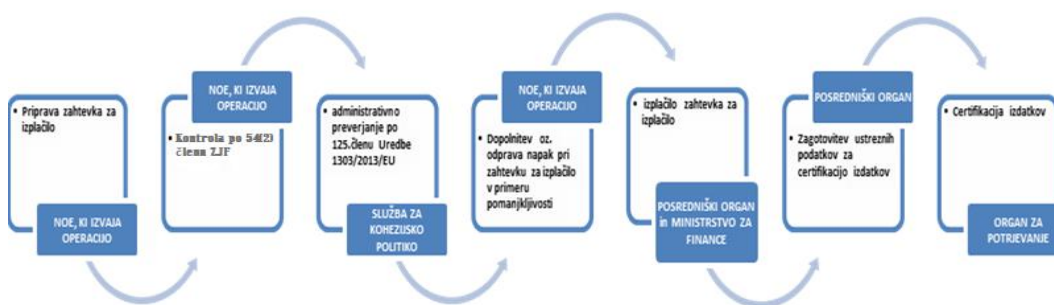 • Priprava zahtevka za
izplačilo
NOE, KI IZVAJA
OPERACIJO
NOE, KI IZVAJA
OPERACIJO
• Kontrola po 54(2)
členu ZJF
• administrativno
preverjanje po
125.členu Uredbe
1303/2013/EU
SLUŽBA ZA
KOHEZIJSKO
POLITIKO
NOE, KI IZVAJA
OPERACIJO
• Dopolnitev oz.
odprava napak pri
zahtevku za izplačilo
v primeru
pomanjkljivosti
• izplačilo zahtevka za
izplačilo
POSREDNIŠKI ORGAN
in MINISTRSTVO ZA
FINANCE
POSREDNIŠKI ORGAN
• Zagotovitev ustreznih
podatkov za
certifikacijo izdatkov
• Certifikacija izdatkov
ORGAN ZA
POTRJEVANJE